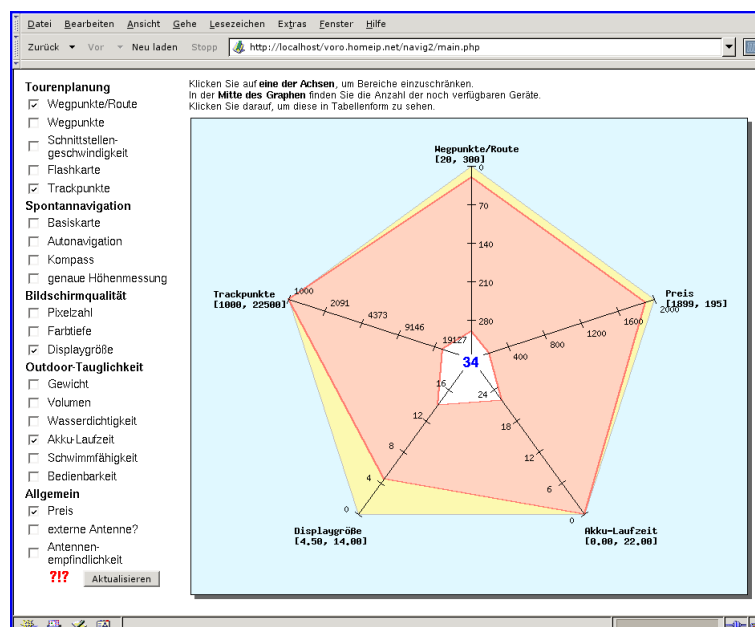 Datei Bearbeiten Ansicht Gehe Lesezeichen Extras Fenster Hilfe
Zurück Vor Neu laden Stopp http://localhost/voro.homeip.net/navig2/main.php
Klicken Sie auf eine der Achsen, um Bereiche einzuschränken.
In der Mitte des Graphen finden Sie die Anzahl der noch verfügbaren Geräte.
Klicken Sie darauf, um diese in Tabellenform zu sehen.
Tourenplanung
Wegpunkte/Route
Wegpunkte
Schnittstellen-
geschwindigkeit
Flashkarte
Trackpunkte
Spontannavigation
Basiskarte
Autonavigation
Kompass
genaue Höhenmessung
Bildschirmqualität
Pixelzahl
Farbtiefe
Displaygröße
Outdoor-Tauglichkeit
Gewicht
Volumen
Wasserdichtigkeit
Akku-Laufzeit
Schwimmfähigkeit
Bedienbarkeit
Allgemein
Preis
externe Antenne?
Antennen-
empfindlichkeit
?!? Aktualisieren
Wegpunkte/Route
[20, 300]
0
70
140
210
280
Preis
[1899, 195]
2000
1600
1200
800
400
Trackpunkte
[1000, 22500]
1000
2091
4373
9146
19127
34
16
12
8
4
0
Displaygröße
[4.50, 14.00]
24
18
12
6
0
Akku-Laufzeit
[0.00, 22.00]